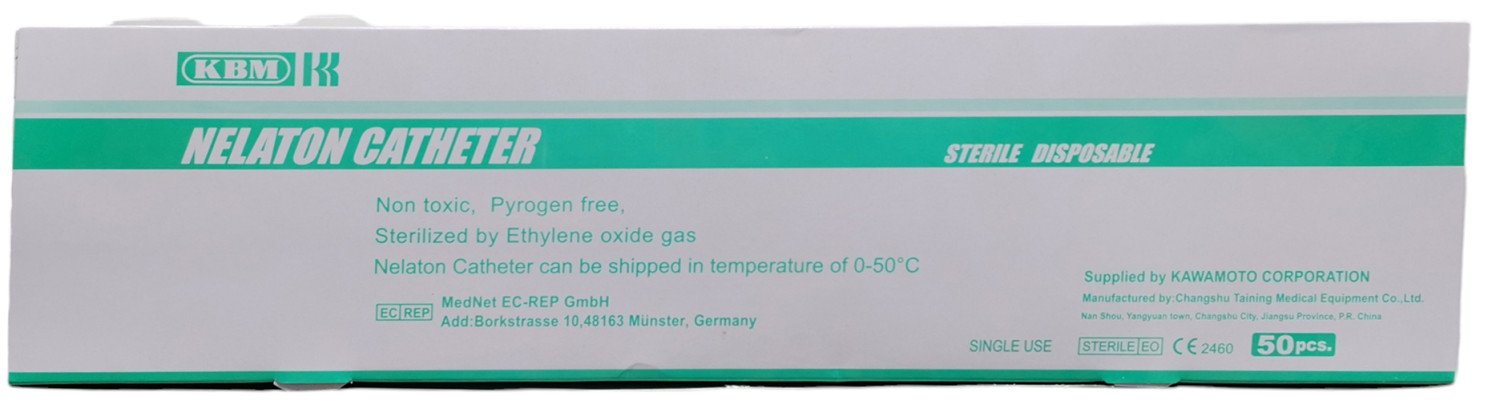 KBM
NELATON CATHETER
STERILE DISPOSABLE
Non toxic, Pyrogen free,
Sterilized by Ethylene oxide gas
Nelaton Catheter can be shipped in temperature of 0-50°C
EC REP
MedNet EC-REP GmbH
Add:Borkstrasse 10,48163 Münster, Germany
Supplied by KAWAMOTO CORPORATION
Manufactured by:Changshu Taining Medical Equipment Co.,Ltd.
Nan Shou, Yangyuan town, Changshu City, Jiangsu Province, P.R. China
SINGLE USE STERILE EO CE 2460 50pcs.